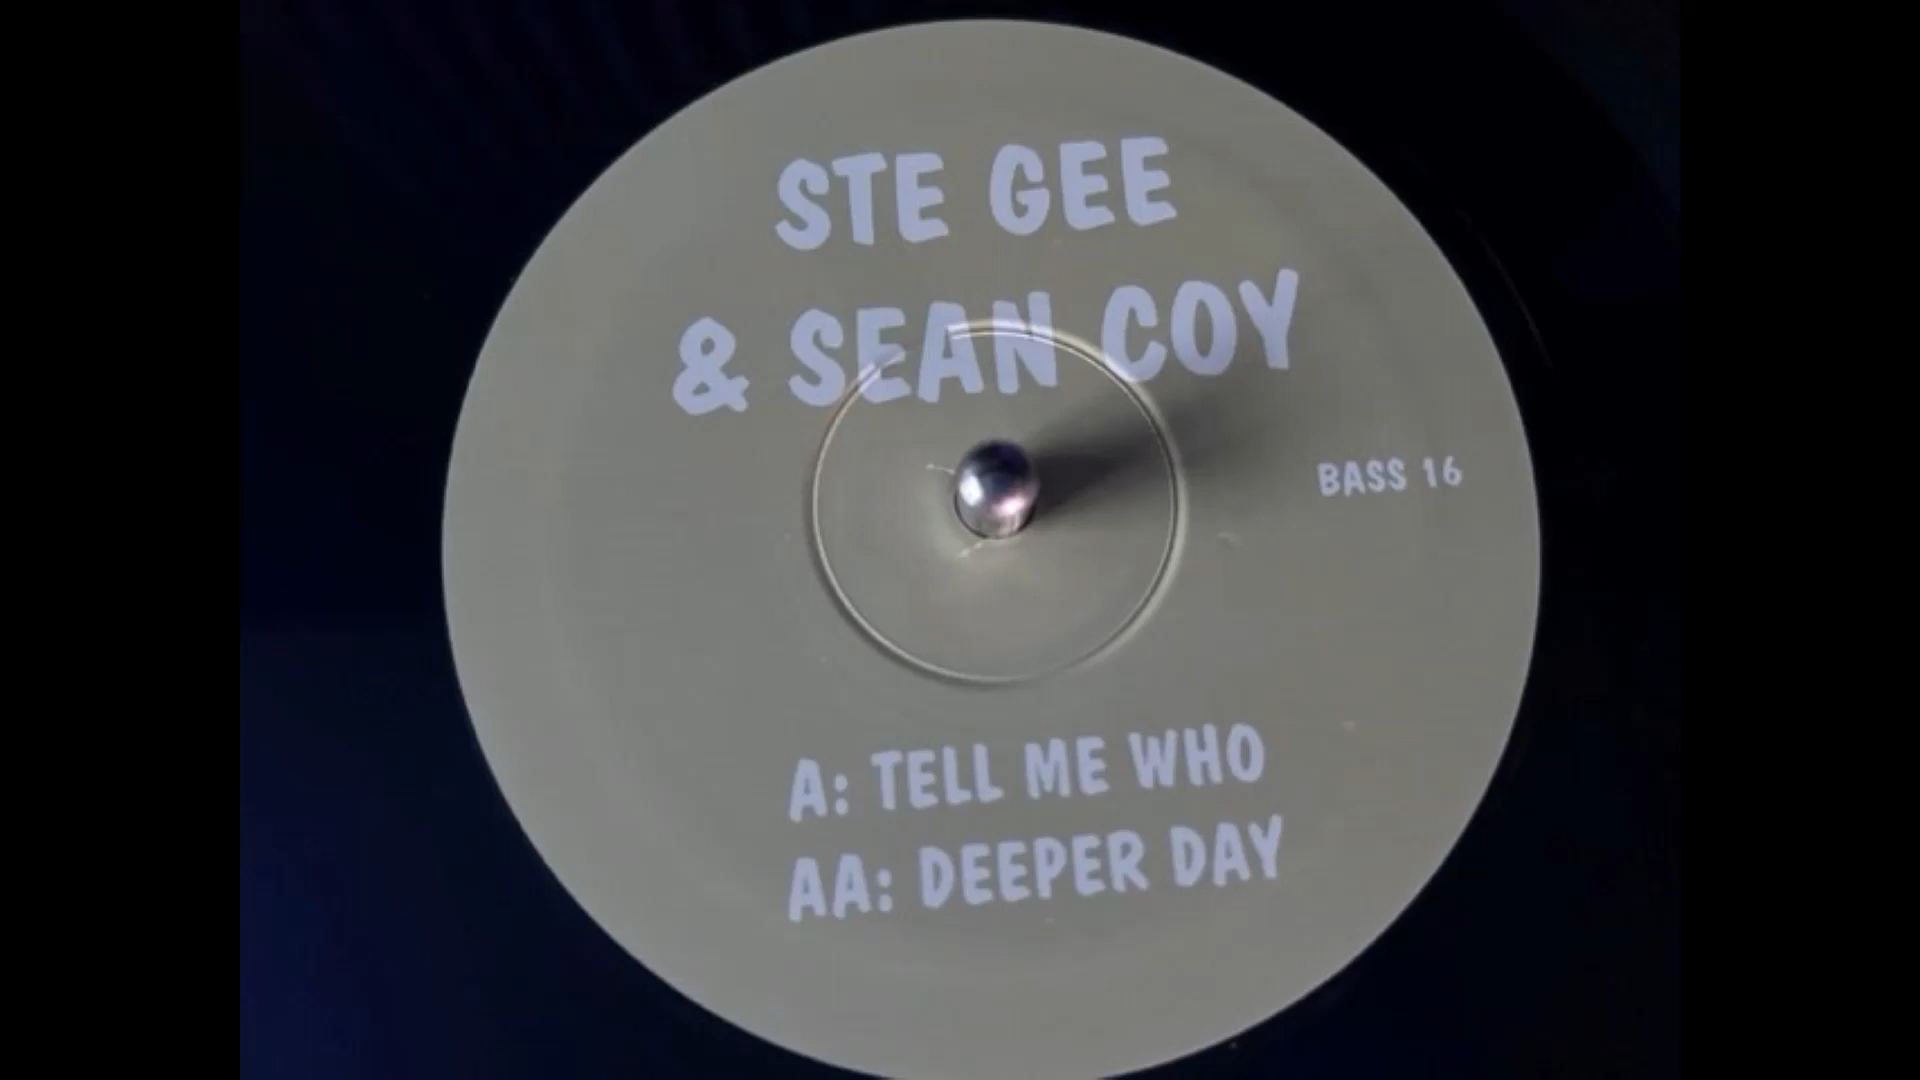 STE GEE
& SEAN COY
BASS 16
A: TELL ME WHO
AA: DEEPER DAY